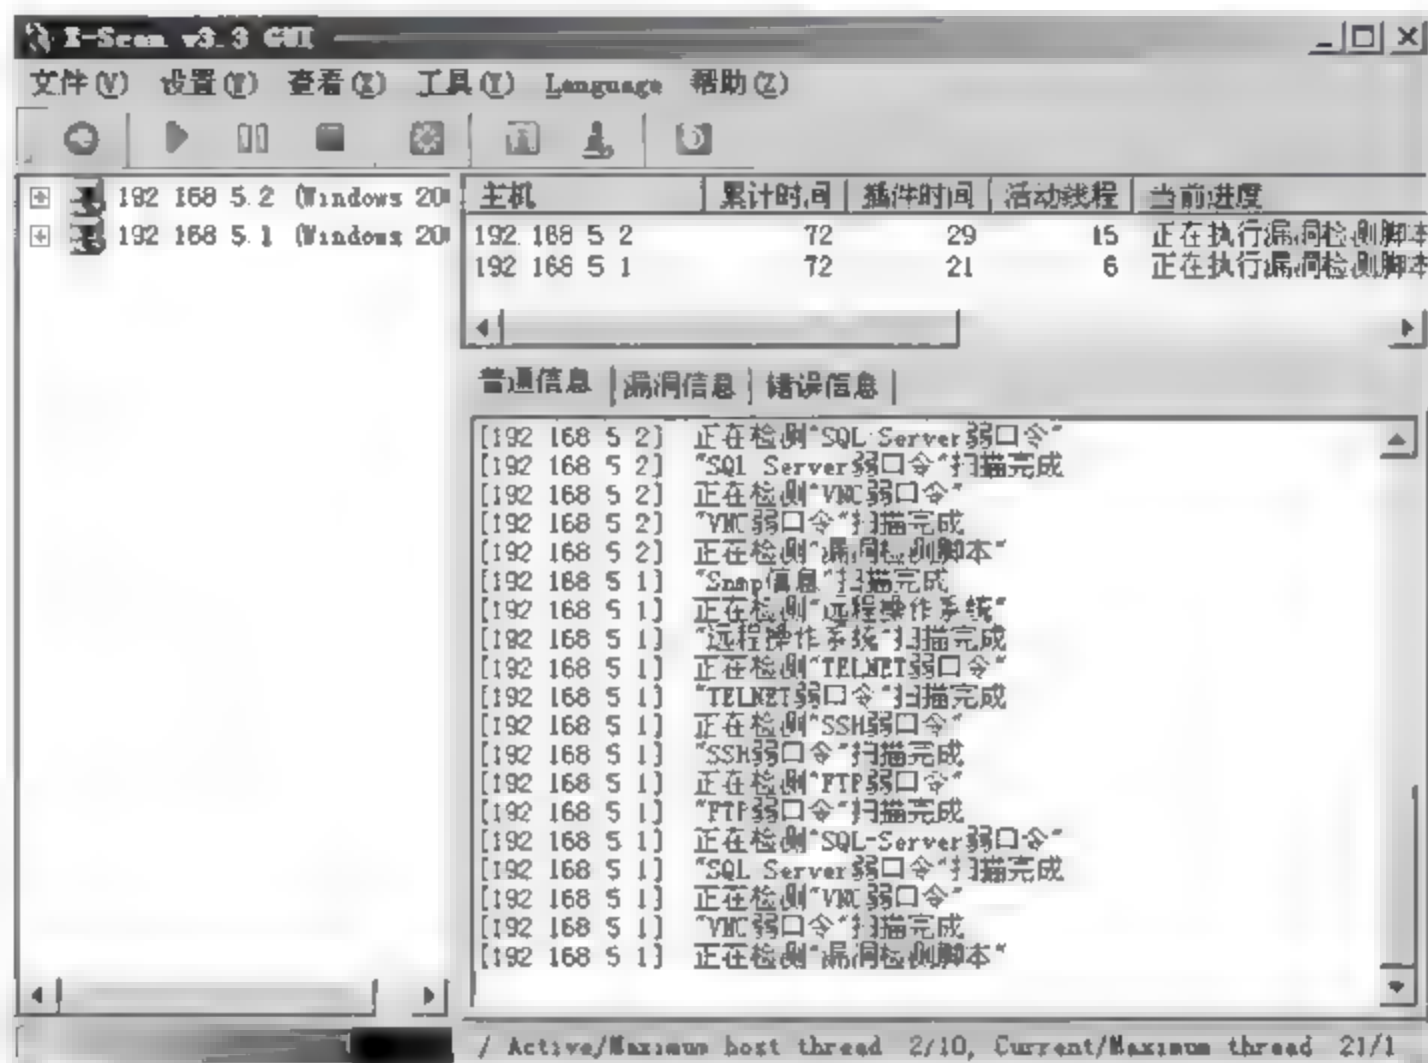 X-Scan v3.3 GUI
文件(V) 设置(W) 查看(X) 工具(Y) Language 帮助(Z)
192 168 5.2 (Windows 20
192 168 5.1 (Windows 20
主机 累计时间 插件时间 活动线程 当前进度
192.168 5 2 72 29 15 正在执行漏洞检测脚本
192 168 5 1 72 21 6 正在执行漏洞检测脚本
普通信息 漏洞信息 错误信息
[192 168 5 2] 正在检测"SQL-Server弱口令"
[192 168 5 2] "SQL Server弱口令"扫描完成
[192 168 5 2] 正在检测"VNC弱口令"
[192 168 5 2] "VNC弱口令"扫描完成
[192 168 5 2] 正在检测"漏洞检测脚本"
[192 168 5 1] "Snmp信息"扫描完成
[192 168 5 1] 正在检测"远程操作系统"
[192 168 5 1] "远程操作系统"扫描完成
[192 168 5 1] 正在检测"TELNET弱口令"
[192 168 5 1] "TELNET弱口令"扫描完成
[192 168 5 1] 正在检测"SSH弱口令"
[192 168 5 1] "SSH弱口令"扫描完成
[192 168 5 1] 正在检测"FTP弱口令"
[192 168 5 1] "FTP弱口令"扫描完成
[192 168 5 1] 正在检测"SQL-Server弱口令"
[192 168 5 1] "SQL Server弱口令"扫描完成
[192 168 5 1] 正在检测"VNC弱口令"
[192 168 5 1] "VNC弱口令"扫描完成
[192 168 5 1] 正在检测"漏洞检测脚本"
/ Active/Maximum host thread 2/10, Current/Maximum thread 21/1